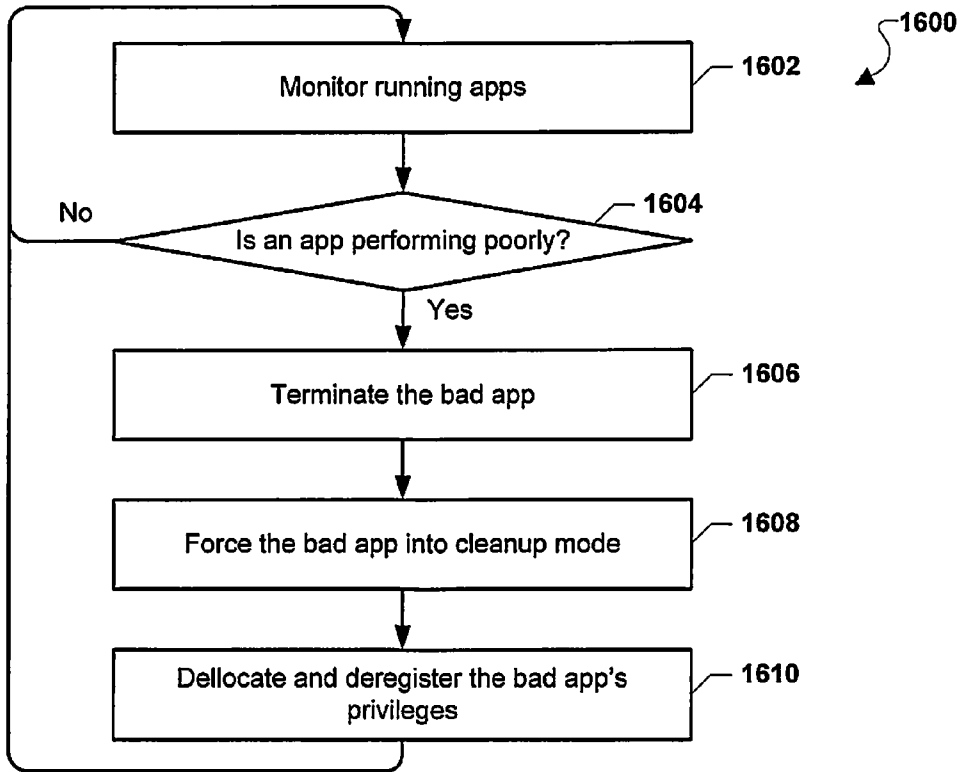 1600
Monitor running apps
1602
No
Is an app performing poorly?
1604
Yes
Terminate the bad app
1606
Force the bad app into cleanup mode
1608
Dellocate and deregister the bad app's
privileges
1610